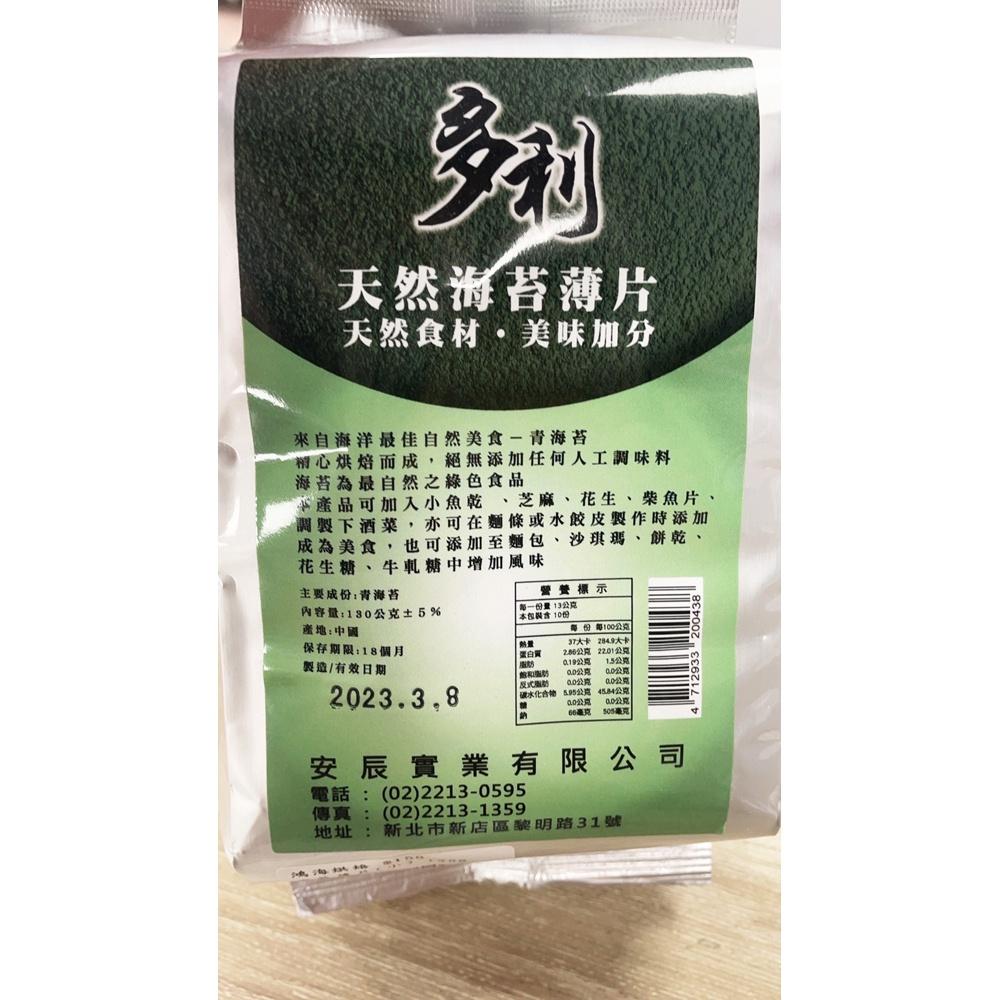 多利
天然海苔薄片
天然食材・美味加分
來自海洋最佳自然美食－青海苔
精心烘焙而成，絕無添加任何人工調味料
海苔為最自然之綠色食品
本產品可加入小魚乾、芝麻、花生、柴魚片、
調製下酒菜，亦可在麵條或水餃皮製作時添加
成為美食，也可添加至麵包、沙琪瑪、餅乾、
花生糖、牛軋糖中增加風味
主要成份:青海苔
內容量:130公克±5%
產地:中國
保存期限:18個月
製造/有效日期
2023.3.8
營養標示
每一份量 13公克
本包裝含 10份
每份 每100公克
熱量 37大卡 284.9大卡
蛋白質 2.86公克 22.01公克
脂肪 0.19公克 1.5公克
飽和脂肪 0.0公克 0.0公克
反式脂肪 0.0公克 0.0公克
碳水化合物 5.95公克 45.84公克
糖 0.0公克 0.0公克
鈉 66毫克 505毫克
4 712933 200438
安辰實業有限公司
電話：(02)2213-0595
傳真：(02)2213-1359
地址：新北市新店區黎明路31號
鴻海烘焙